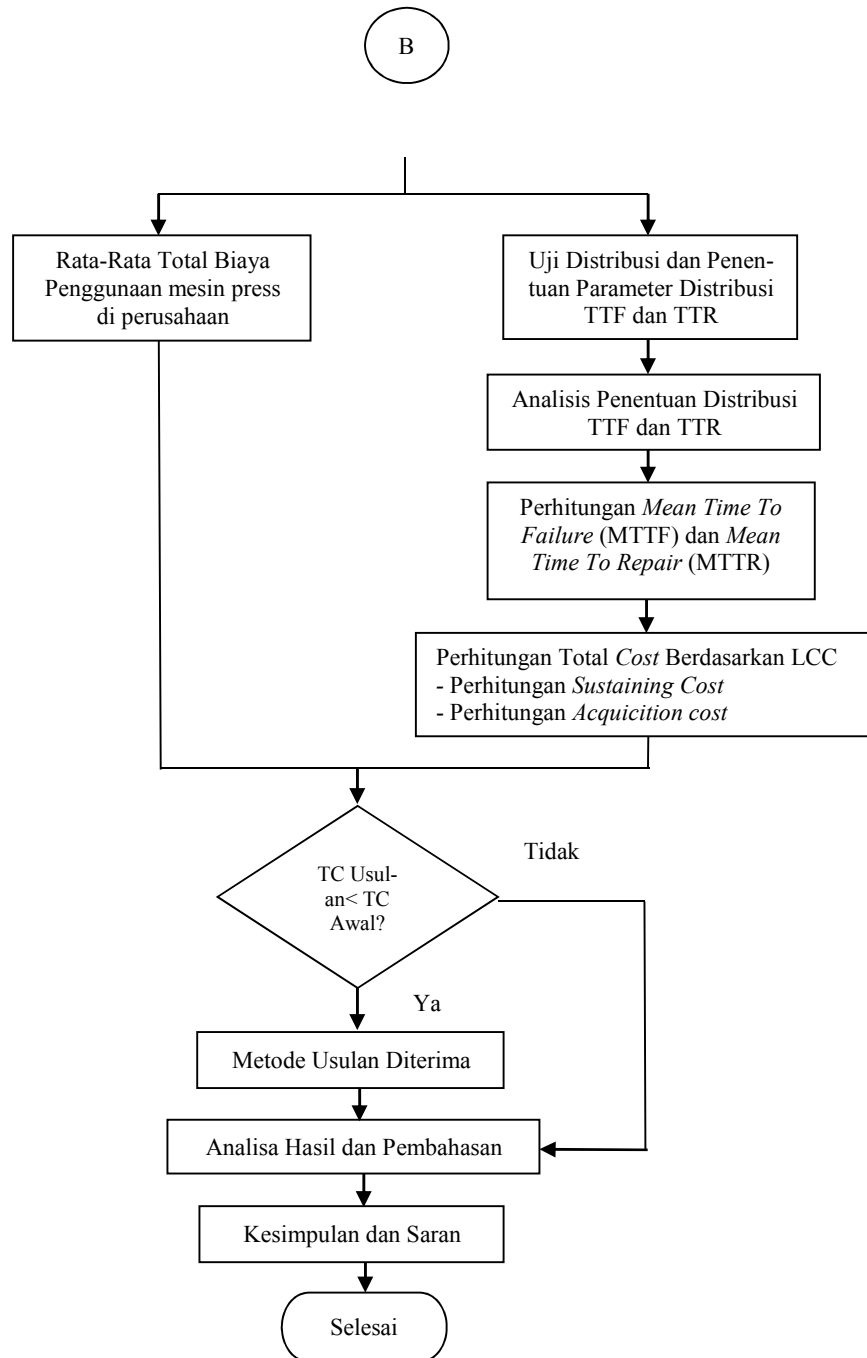 B
Rata-Rata Total Biaya
Penggunaan mesin press
di perusahaan
Uji Distribusi dan Penen-
tuan Parameter Distribusi
TTF dan TTR
Analisis Penentuan Distribusi
TTF dan TTR
Perhitungan Mean Time To
Failure (MTTF) dan Mean
Time To Repair (MTTR)
Perhitungan Total Cost Berdasarkan LCC
- Perhitungan Sustaining Cost
- Perhitungan Acquicition cost
TC Usul-
an< TC
Awal?
Tidak
Ya
Metode Usulan Diterima
Analisa Hasil dan Pembahasan
Kesimpulan dan Saran
Selesai